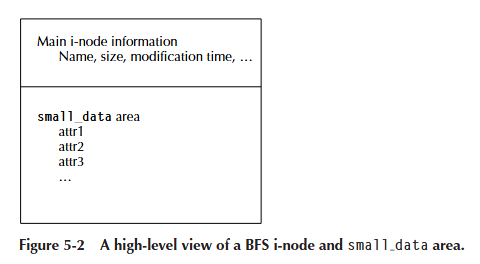 Main i-node information
Name, size, modification time, ...
small_data area
attr1
attr2
attr3
...
Figure 5-2 A high-level view of a BFS i-node and small_data area.